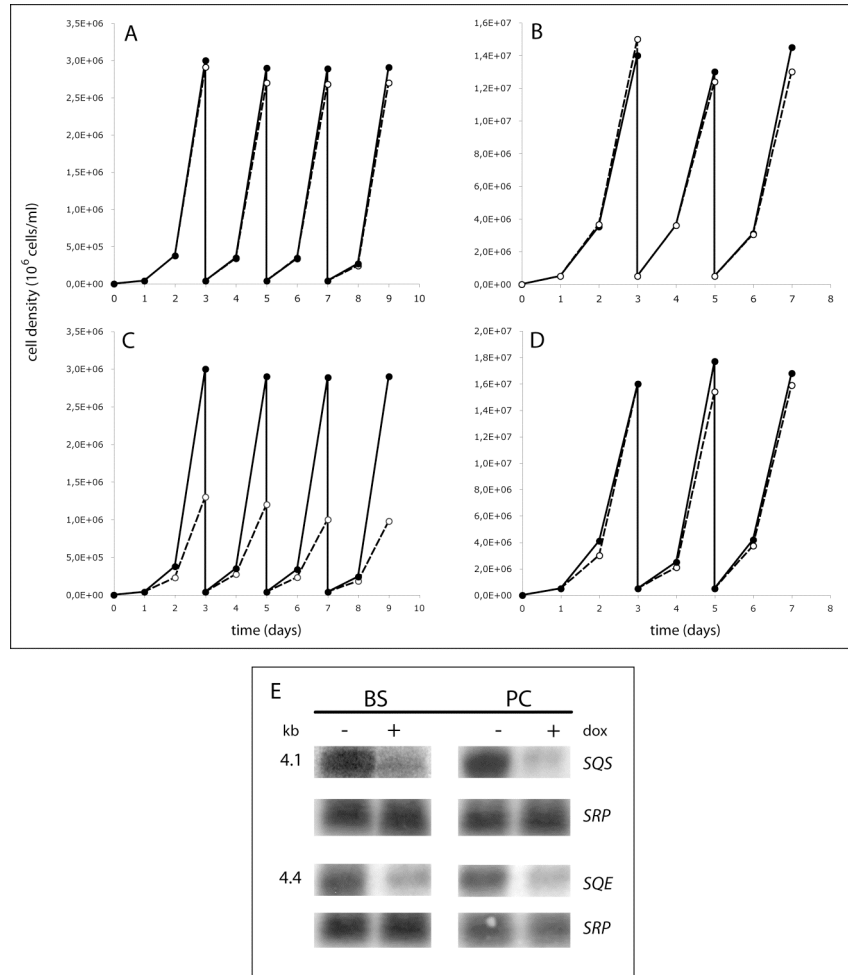 A
3,5E+06
3,0E+06
2,5E+06
2,0E+06
1,5E+06
1,0E+06
5,0E+05
0,0E+00
0 1 2 3 4 5 6 7 8 9 10
B
1,6E+07
1,4E+07
1,2E+07
1,0E+07
8,0E+06
6,0E+06
4,0E+06
2,0E+06
0,0E+00
0 1 2 3 4 5 6 7 8
cell density (10⁶ cells/ml)
C
3,5E+06
3,0E+06
2,5E+06
2,0E+06
1,5E+06
1,0E+06
5,0E+05
0,0E+00
0 1 2 3 4 5 6 7 8 9 10
time (days)
D
2,0E+07
1,8E+07
1,6E+07
1,4E+07
1,2E+07
1,0E+07
8,0E+06
6,0E+06
4,0E+06
2,0E+06
0,0E+00
0 1 2 3 4 5 6 7 8
time (days)
E
BS PC
kb - + - + dox
4.1 SQS
SRP
4.4 SQE
SRP